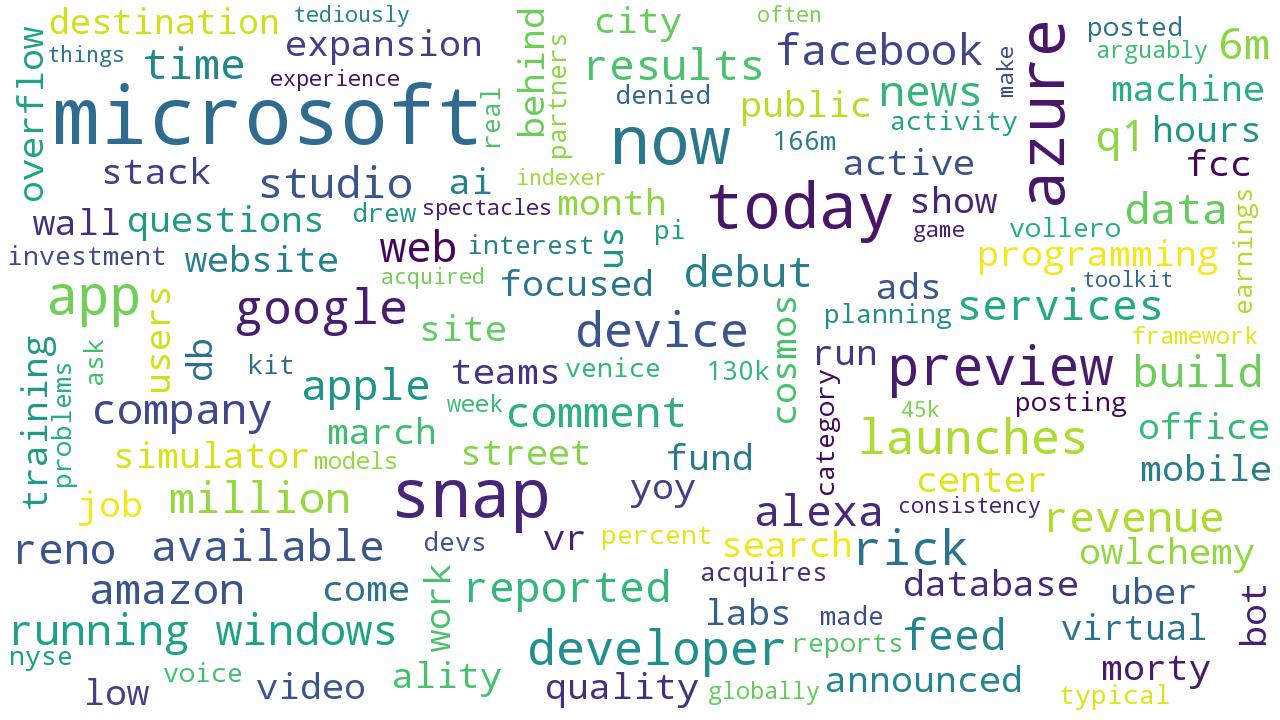 destination
tediously
things
time
expansion
experience
overflow
microsoft
real
behind
partners
city
often
results
facebook
make
azure
posted
arguably
6m
denied
public
news
machine
activity
now
166m
q1
hours
stack
studio
ai
indexer
active
fcc
wall
questions
drew
spectacles
month
today
show
data
earnings
investment
website
web
interest
us
pi
game
vollero
programming
acquired
focused
debut
toolkit
app
users
google
site
device
cosmos
ads
planning
services
framework
training
problems
ask
db
kit
apple
teams
venice
130k
run
preview
build
company
week
comment
category
45k
posting
march
launches
office
simulator
models
street
fund
center
mobile
job
million
snap
yoy
alexa
consistency
revenue
reno
available
devs
vr
percent
search
rick
owlchemy
amazon
come
work
reported
acquires
database
uber
bot
labs
made
running
windows
developer
reports
feed
virtual
nyse
voice
ality
morty
low
video
quality
globally
announced
typical